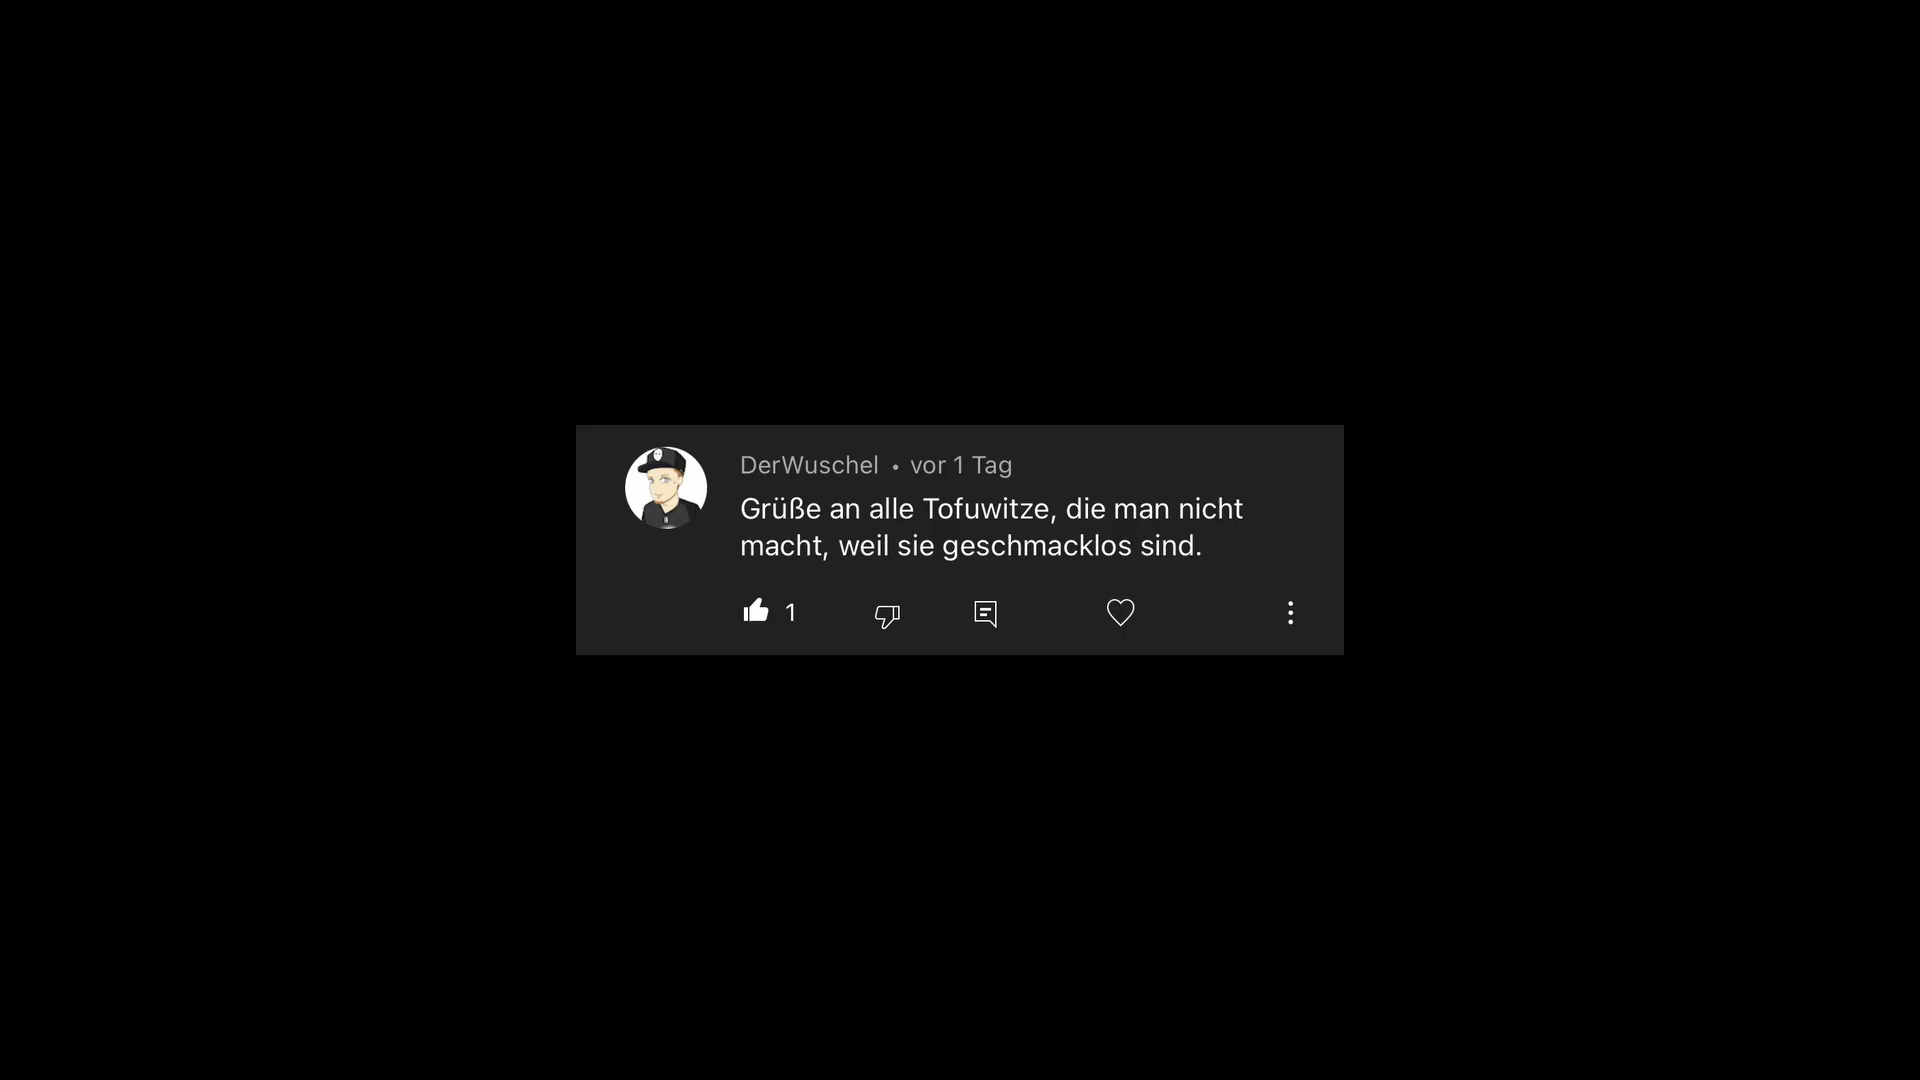 DerWuschel • vor 1 Tag
Grüße an alle Tofuwitze, die man nicht
macht, weil sie geschmacklos sind.
1